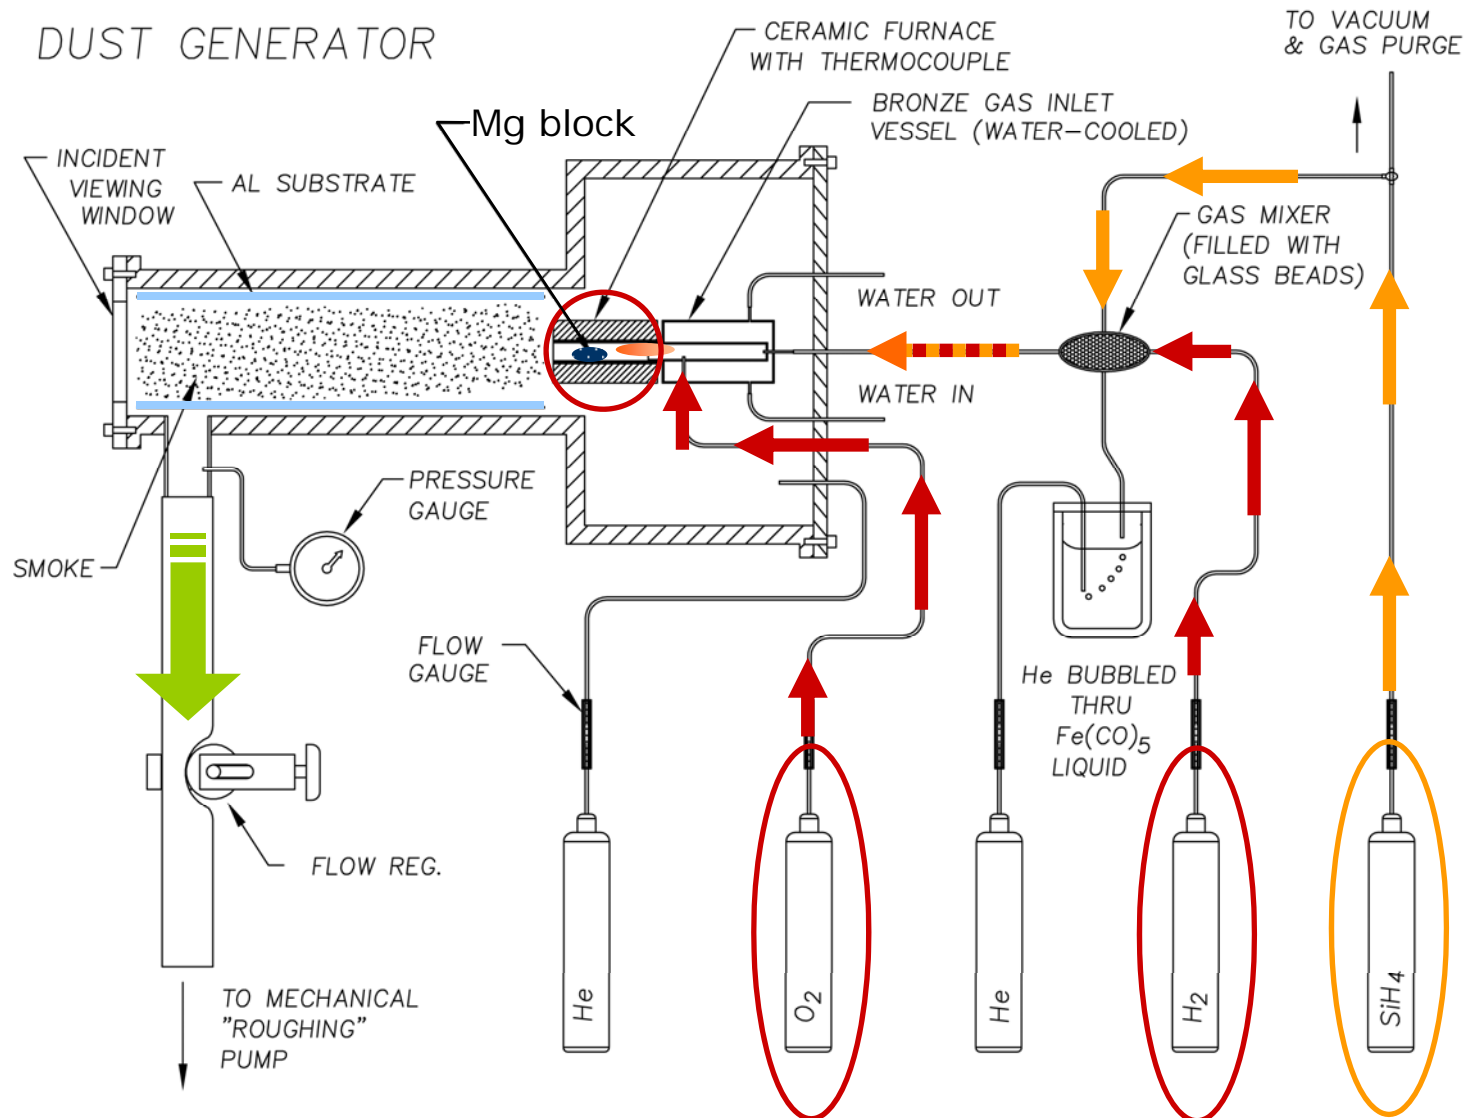 DUST GENERATOR
CERAMIC FURNACE
WITH THERMOCOUPLE
TO VACUUM
& GAS PURGE
Mg block
BRONZE GAS INLET
VESSEL (WATER-COOLED)
INCIDENT
VIEWING
WINDOW
AL SUBSTRATE
GAS MIXER
(FILLED WITH
GLASS BEADS)
WATER OUT
WATER IN
PRESSURE
GAUGE
SMOKE
FLOW
GAUGE
He BUBBLED
THRU
Fe(CO)5
LIQUID
FLOW REG.
He
O2
He
H2
SiH4
TO MECHANICAL
"ROUGHING"
PUMP